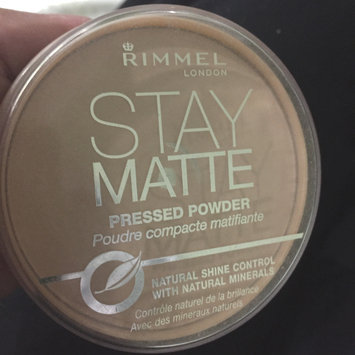 RIMMEL
LONDON
STAY
MATTE
PRESSED POWDER
Poudre compacte matifiante
NATURAL SHINE CONTROL
WITH NATURAL MINERALS
Contrôle naturel de la brillance
Avec des mineraux naturels